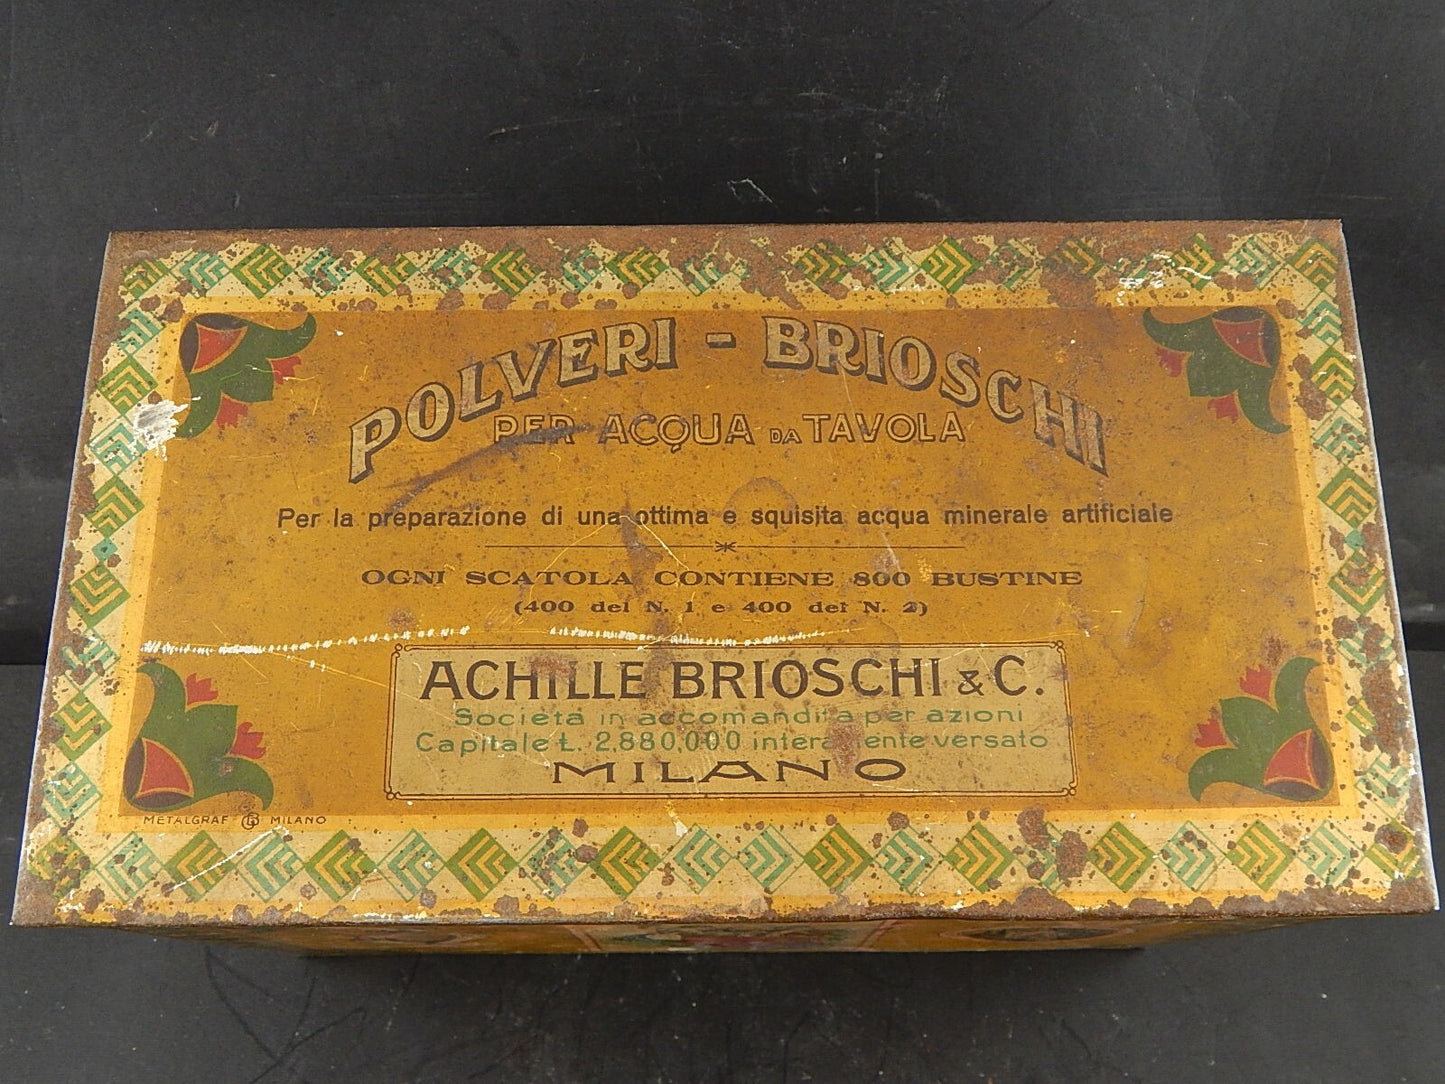 POLVERI - BRIOSCHI
PER ACQUA DA TAVOLA
Per la preparazione di una ottima e squisita acqua minerale artificiale
OGNI SCATOLA CONTIENE 800 BUSTINE
(400 del N. 1 e 400 del N. 2)
ACHILLE BRIOSCHI & C.
Società in accomandita per azioni
Capitale L. 2,880,000 interamente versato
MILANO
METALGRAF MILANO